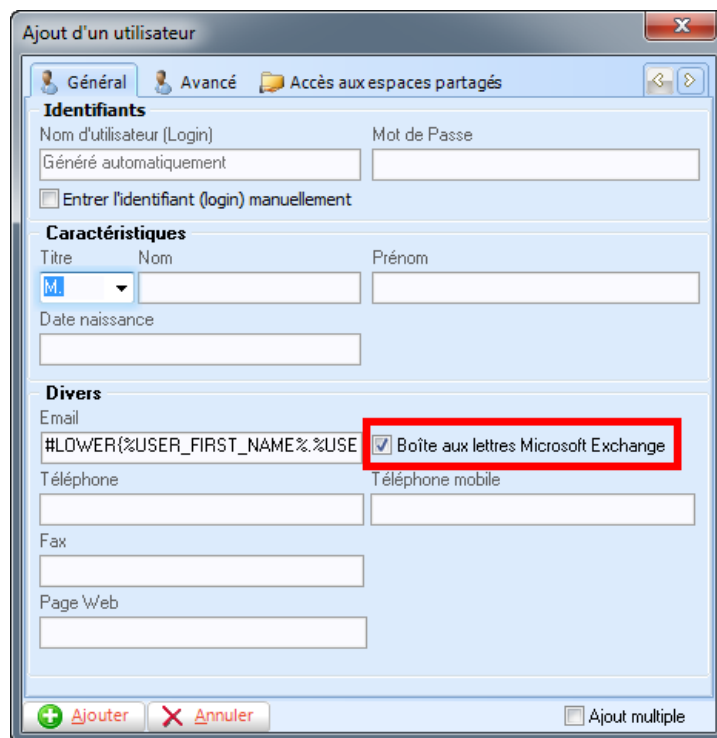 Ajout d'un utilisateur
Général Avancé Accès aux espaces partagés
Identifiants
Nom d'utilisateur (Login) Mot de Passe
Généré automatiquement
Entrer l'identifiant (login) manuellement
Caractéristiques
Titre Nom Prénom
M.
Date naissance
Divers
Email
#LOWER{%USER_FIRST_NAME%.%USE Boîte aux lettres Microsoft Exchange
Téléphone Téléphone mobile
Fax
Page Web
Ajouter Annuler Ajout multiple